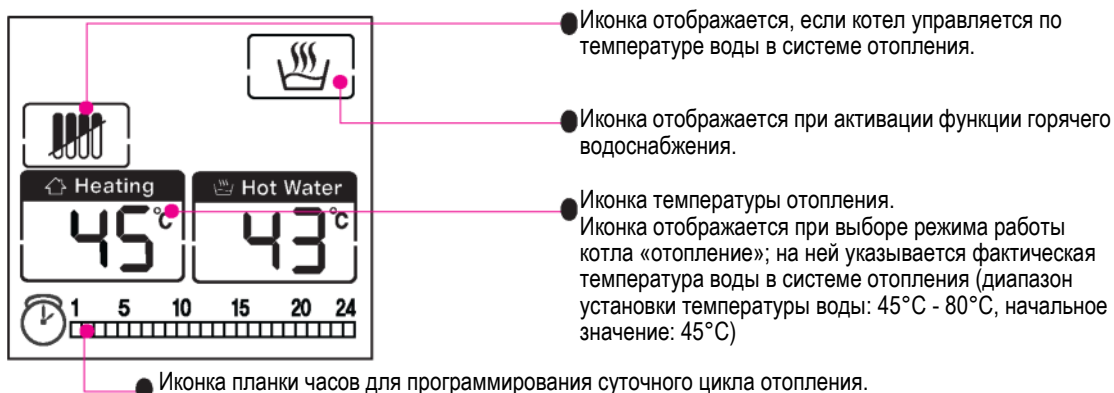 Иконка отображается, если котел управляется по
температуре воды в системе отопления.
Иконка отображается при активации функции горячего
водоснабжения.
Heating
Hot Water
45°C
43°C
Иконка температуры отопления.
Иконка отображается при выборе режима работы
котла «отопление»; на ней указывается фактическая
температура воды в системе отопления (диапазон
установки температуры воды: 45°C - 80°C, начальное
значение: 45°C)
1 5 10 15 20 24
Иконка планки часов для программирования суточного цикла отопления.